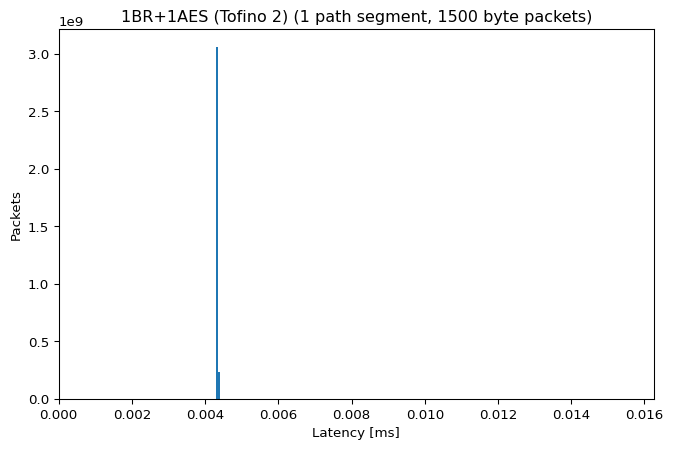 1BR+1AES (Tofino 2) (1 path segment, 1500 byte packets)
1e9
3.0
2.5
2.0
1.5
1.0
0.5
0.0
Packets
0.000 0.002 0.004 0.006 0.008 0.010 0.012 0.014 0.016
Latency [ms]